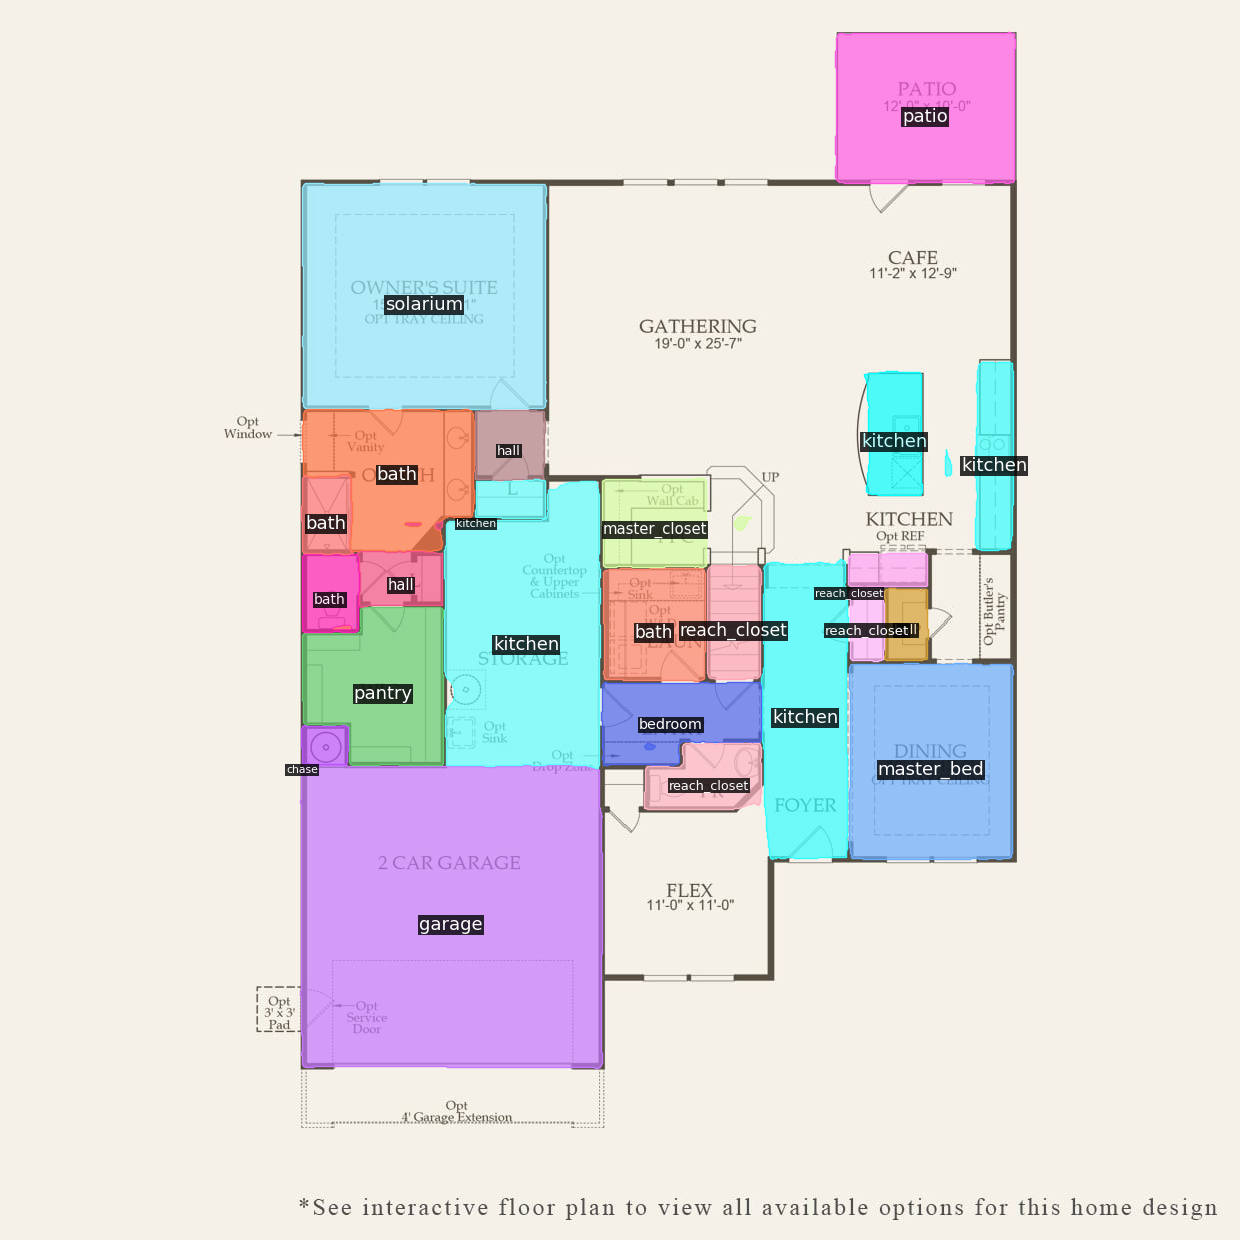 PATIO
12'-0" x 10'-0"
patio
CAFE
11'-2" x 12'-9"
OWNER'S SUITE
solarium
OPT TRAY CEILING
GATHERING
19'-0" x 25'-7"
Opt
Window
Opt
Vanity
hall
bath
kitchen
kitchen
UP
Opt
Wall Cab
L
master_closet
kitchen
bath
KITCHEN
Opt REF
Opt
Countertop
& Upper
Cabinets
hall
bath
Opt
Sink
reach_closet
Opt Butler's
Pantry
bath
reach_closet
reach_closet
kitchen
STORAGE
pantry
bedroom
kitchen
Opt
Sink
Opt
Drop Zone
DINING
master_bed
OPT TRAY CEILING
chase
reach_closet
PR
FOYER
2 CAR GARAGE
garage
FLEX
11'-0" x 11'-0"
Opt
3' x 3'
Pad
Opt
Service
Door
Opt
4' Garage Extension
*See interactive floor plan to view all available options for this home design